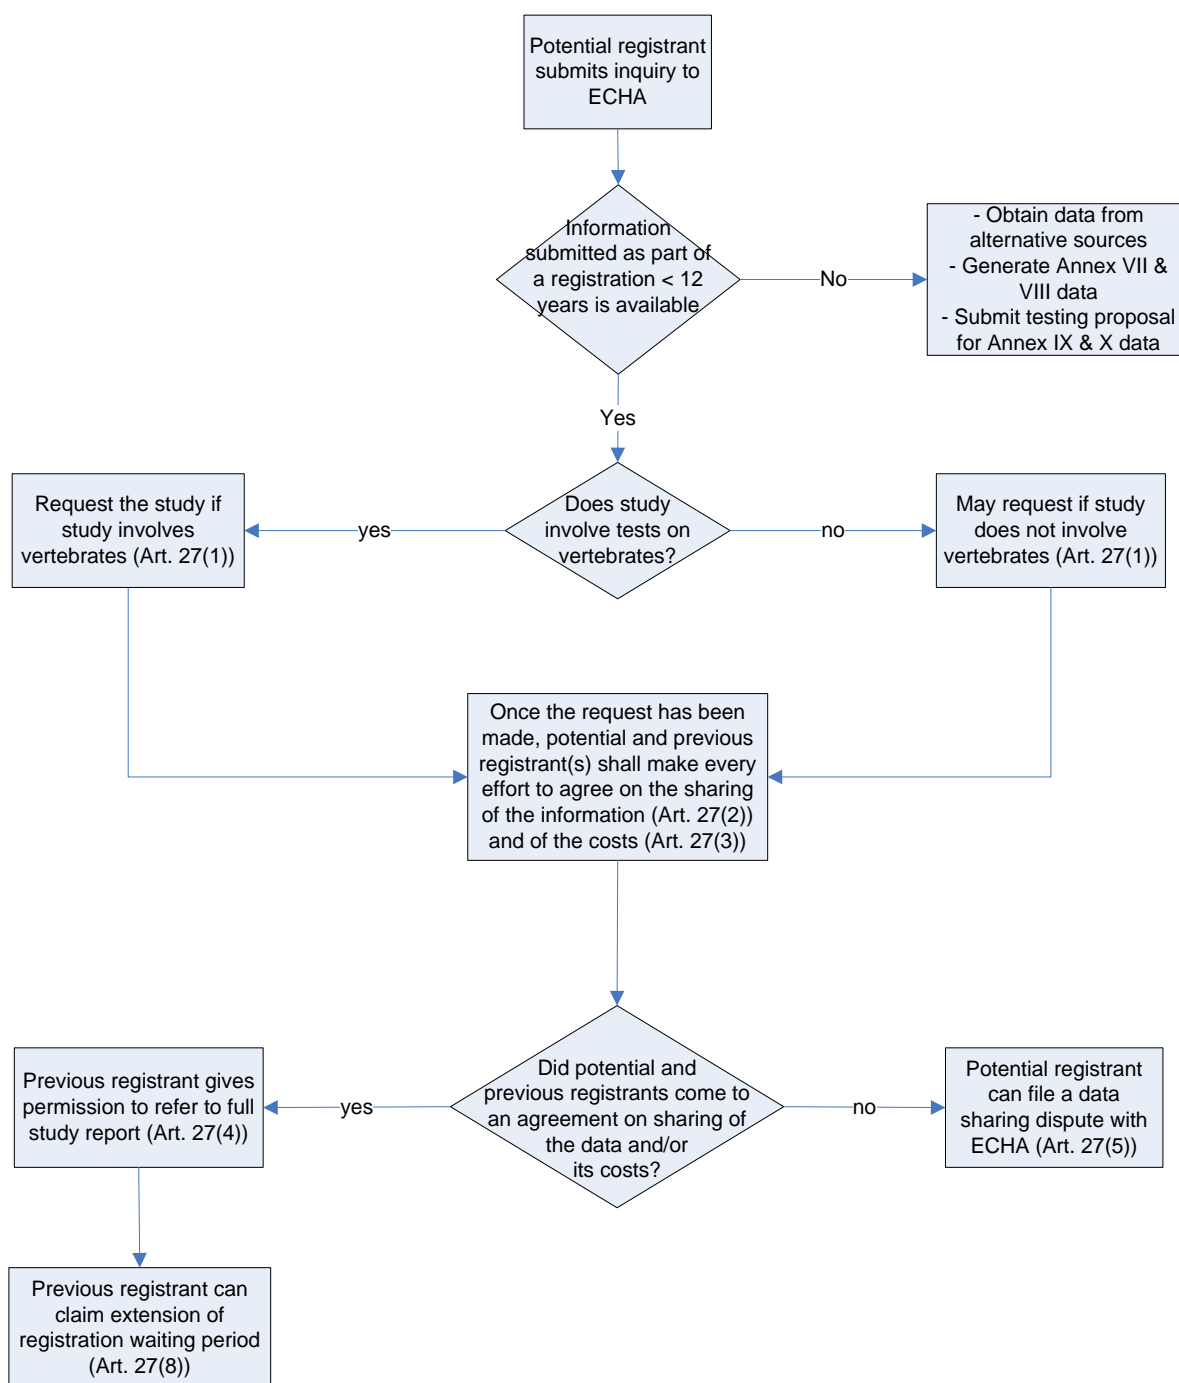 Potential registrant
submits inquiry to
ECHA
Information
submitted as part of
a registration < 12
years is available
No
- Obtain data from
alternative sources
- Generate Annex VII &
VIII data
- Submit testing proposal
for Annex IX & X data
Yes
Request the study if
study involves
vertebrates (Art. 27(1))
yes
Does study
involve tests on
vertebrates?
no
May request if study
does not involve
vertebrates (Art. 27(1))
Once the request has been
made, potential and previous
registrant(s) shall make every
effort to agree on the sharing
of the information (Art. 27(2))
and of the costs (Art. 27(3))
Previous registrant gives
permission to refer to full
study report (Art. 27(4))
yes
Did potential and
previous registrants come to
an agreement on sharing of
the data and/or
its costs?
no
Potential registrant
can file a data
sharing dispute with
ECHA (Art. 27(5))
Previous registrant can
claim extension of
registration waiting period
(Art. 27(8))